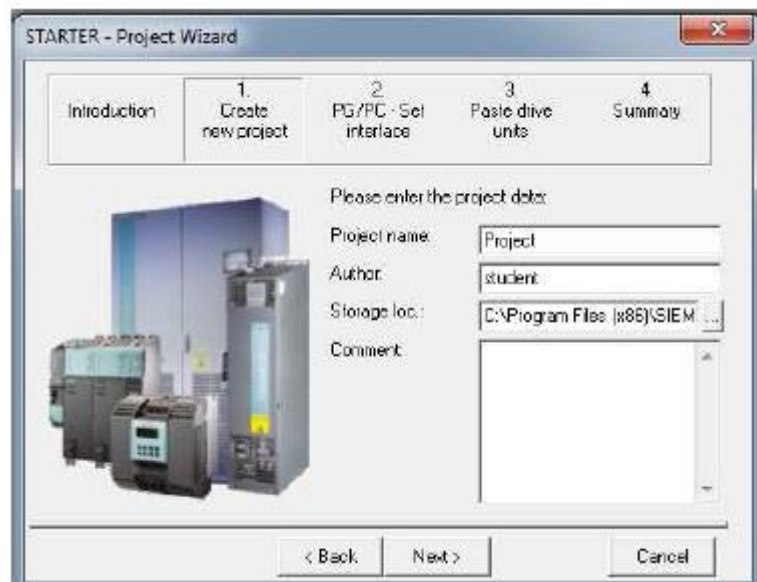 STARTER - Project Wizard
Introduction
1.
Create
new project
2
PG/PC - Set
interface
3.
Paste drive
units
4.
Summary
Please enter the project data:
Project name:
Project
Author:
student
Storage loc.:
C:\Program Files (x86)\SIEM
...
Comment:
< Back
Next >
Cancel